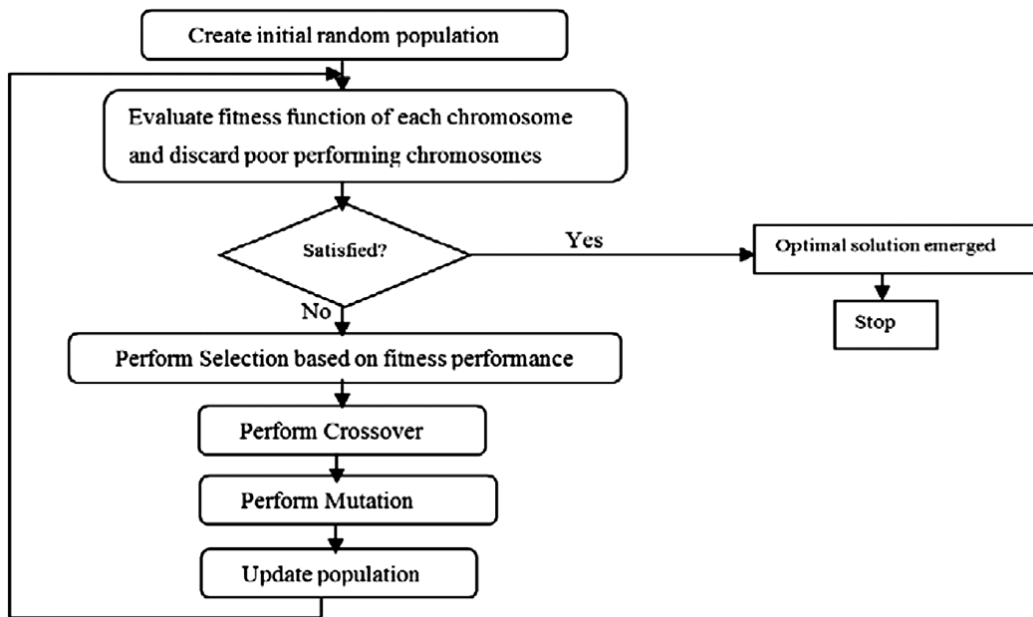 Create initial random population
Evaluate fitness function of each chromosome
and discard poor performing chromosomes
Satisfied?
Yes
Optimal solution emerged
Stop
No
Perform Selection based on fitness performance
Perform Crossover
Perform Mutation
Update population